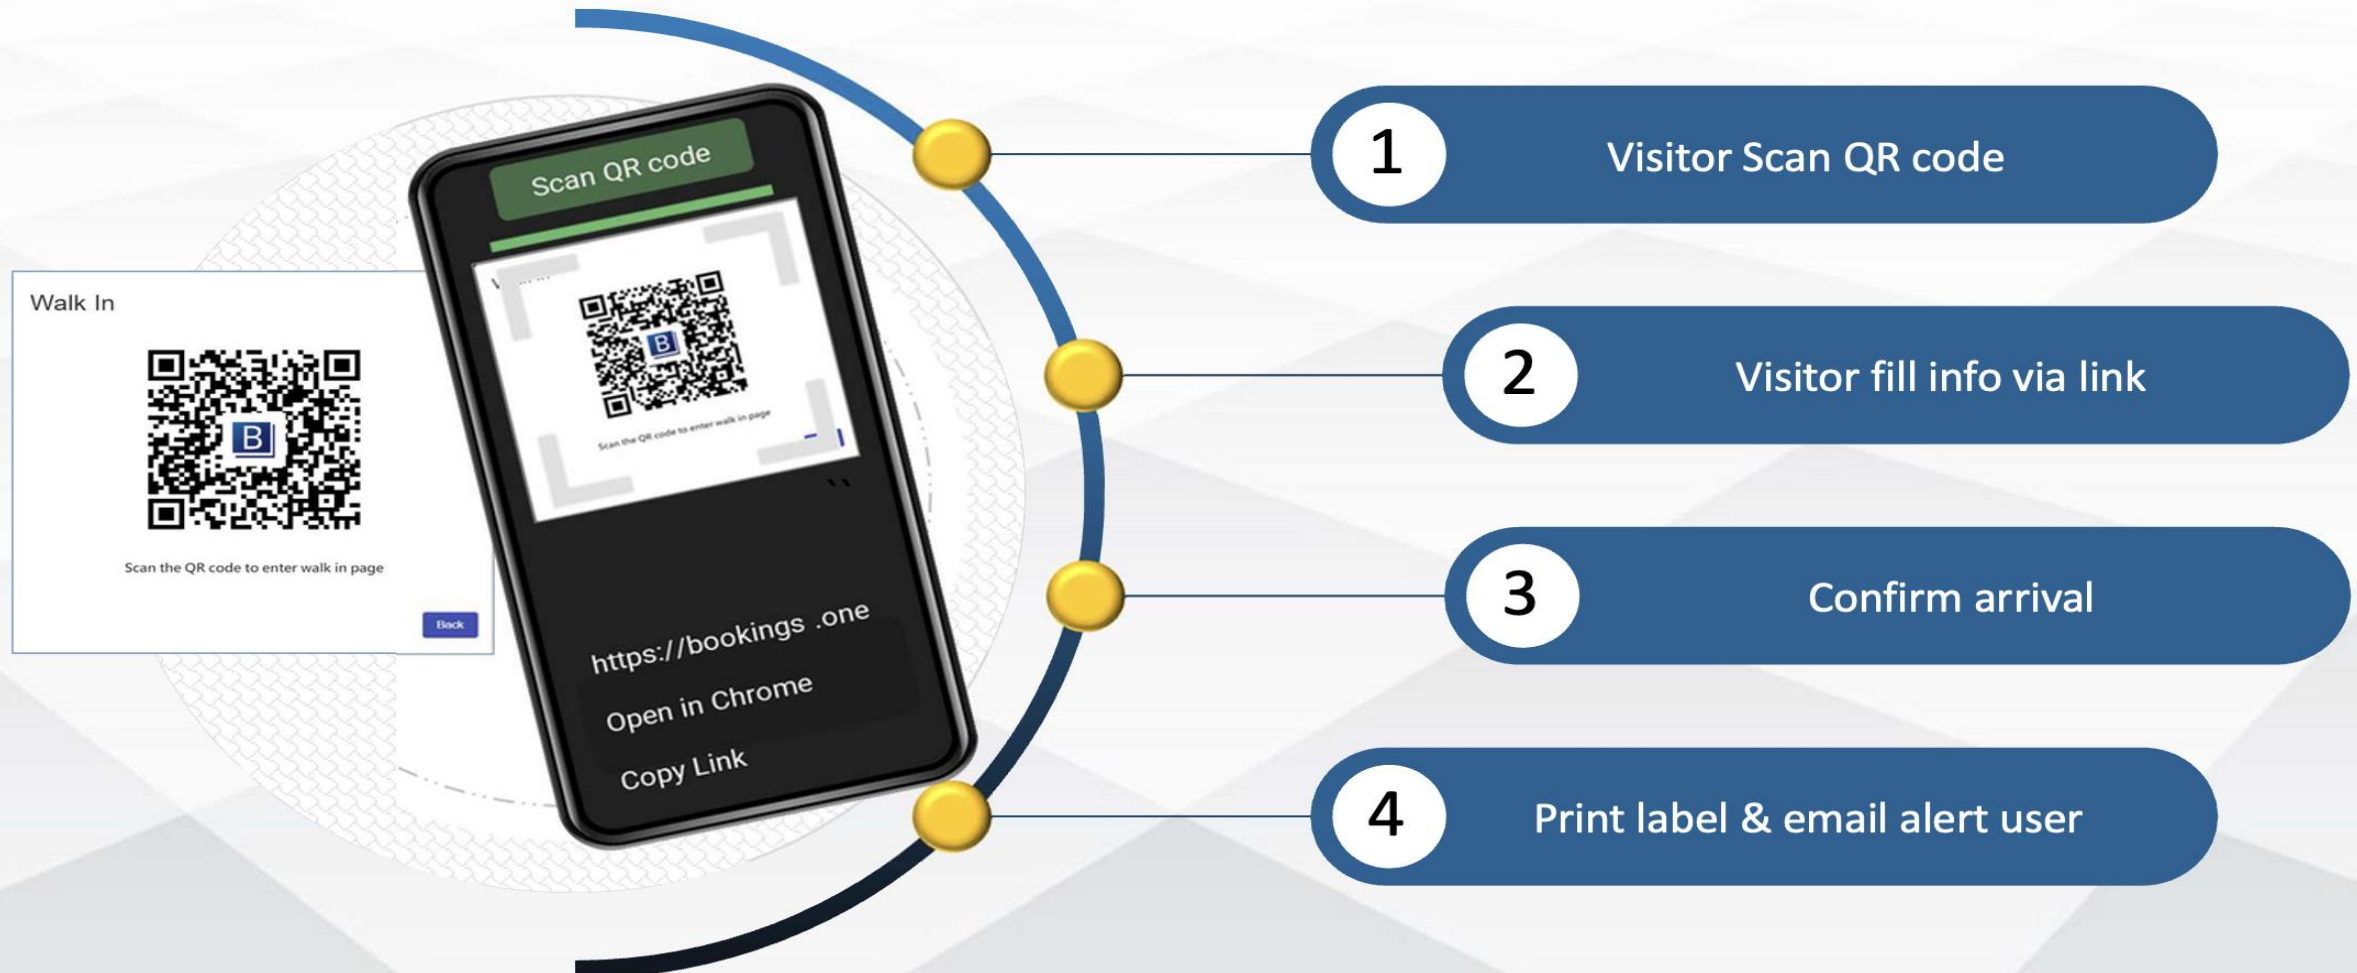 Walk In
B
Scan the QR code to enter walk in page
Back
Scan QR code
B
Scan the QR code to enter walk in page
https://bookings .one
Open in Chrome
Copy Link
1
Visitor Scan QR code
2
Visitor fill info via link
3
Confirm arrival
4
Print label & email alert user